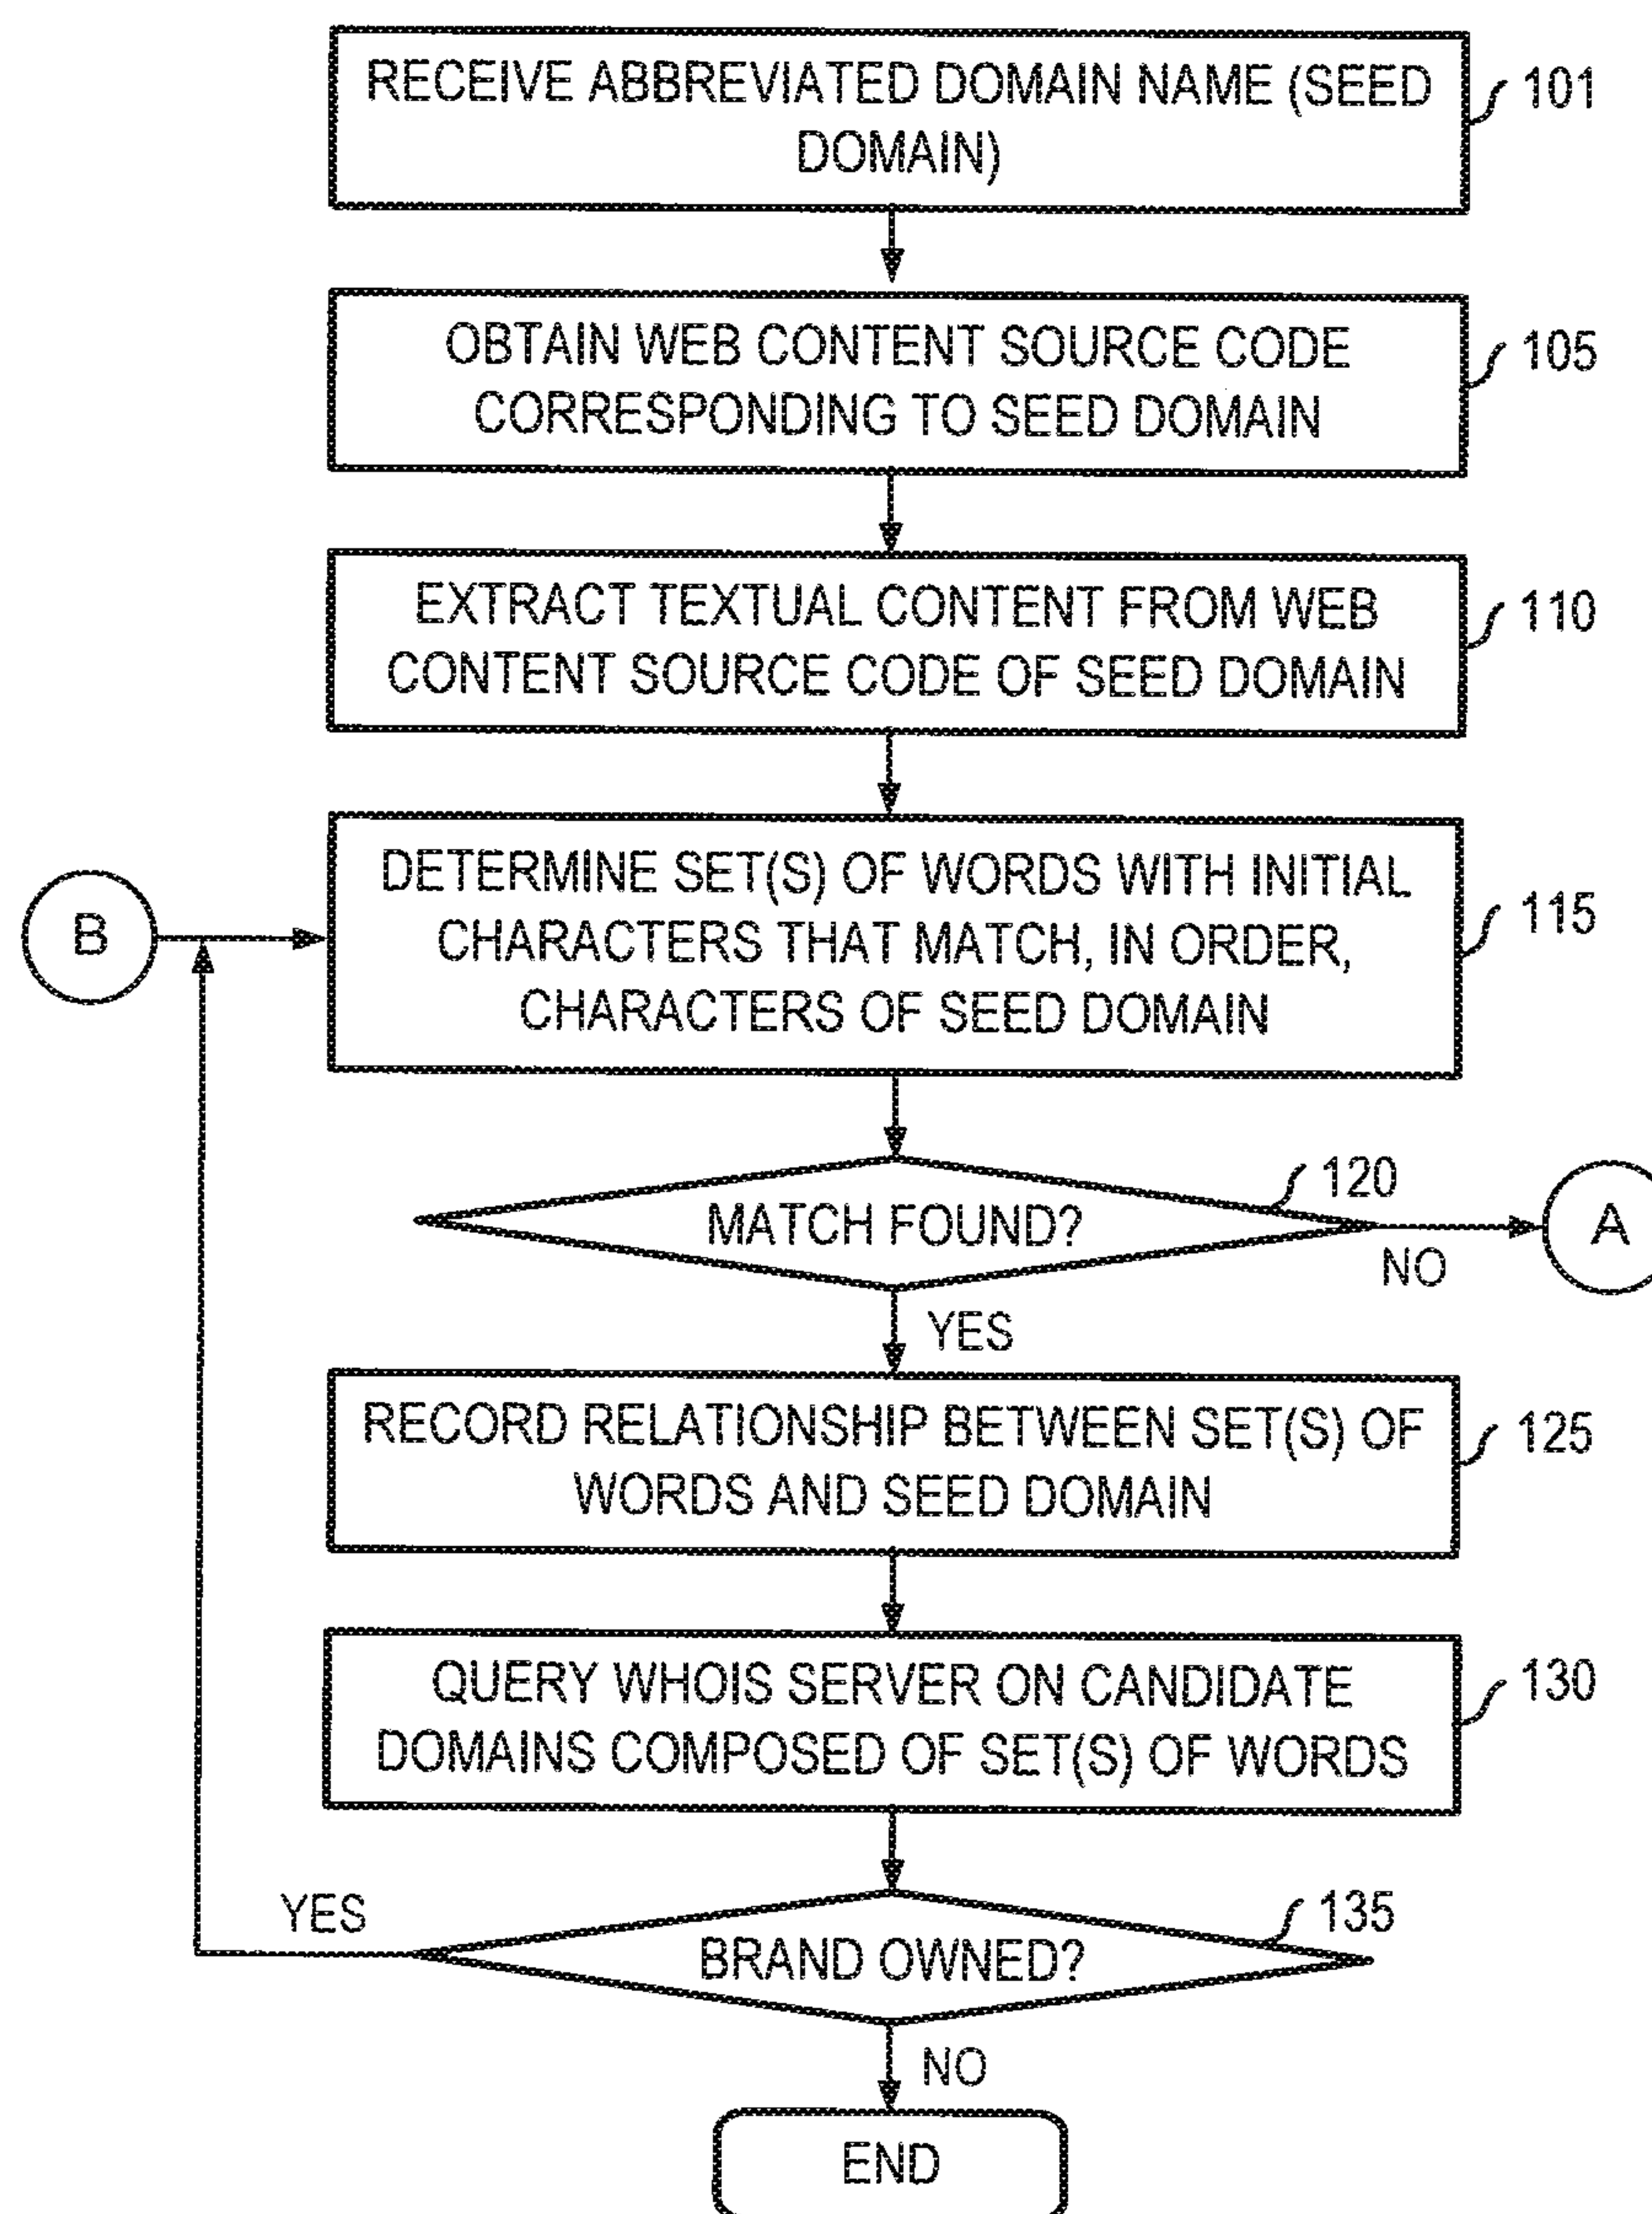 RECEIVE ABBREVIATED DOMAIN NAME (SEED
DOMAIN)
101
OBTAIN WEB CONTENT SOURCE CODE
CORRESPONDING TO SEED DOMAIN
105
EXTRACT TEXTUAL CONTENT FROM WEB
CONTENT SOURCE CODE OF SEED DOMAIN
110
B
DETERMINE SET(S) OF WORDS WITH INITIAL
CHARACTERS THAT MATCH, IN ORDER,
CHARACTERS OF SEED DOMAIN
115
MATCH FOUND?
120
NO
A
YES
RECORD RELATIONSHIP BETWEEN SET(S) OF
WORDS AND SEED DOMAIN
125
QUERY WHOIS SERVER ON CANDIDATE
DOMAINS COMPOSED OF SET(S) OF WORDS
130
YES
BRAND OWNED?
135
NO
END